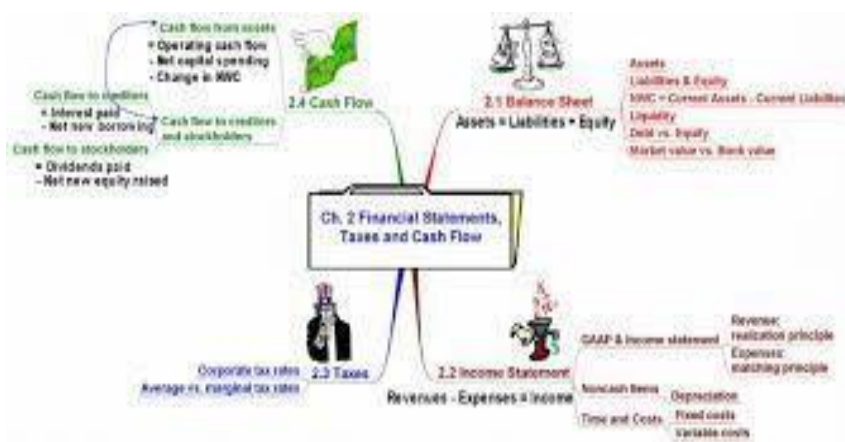 Cash flow from assets
= Operating cash flow
- Net capital spending
- Change in NWC
2.4 Cash Flow
Cash flow to creditors
= Interest paid
- Net new borrowing
Cash flow to creditors
and stockholders
Cash flow to stockholders
= Dividends paid
- Net new equity raised
2.1 Balance Sheet
Assets = Liabilities + Equity
Assets
Liabilities & Equity
NWC = Current Assets - Current Liabilities
Liquidity
Debt vs. Equity
Market value vs. Book value
Ch. 2 Financial Statements,
Taxes and Cash Flow
2.3 Taxes
Corporate tax rates
Average vs. marginal tax rates
2.2 Income Statement
Revenues - Expenses = Income
GAAP & Income statement
Revenue:
realization principle
Expenses:
matching principle
Noncash Items
Depreciation
Time and Costs
Fixed costs
Variable costs